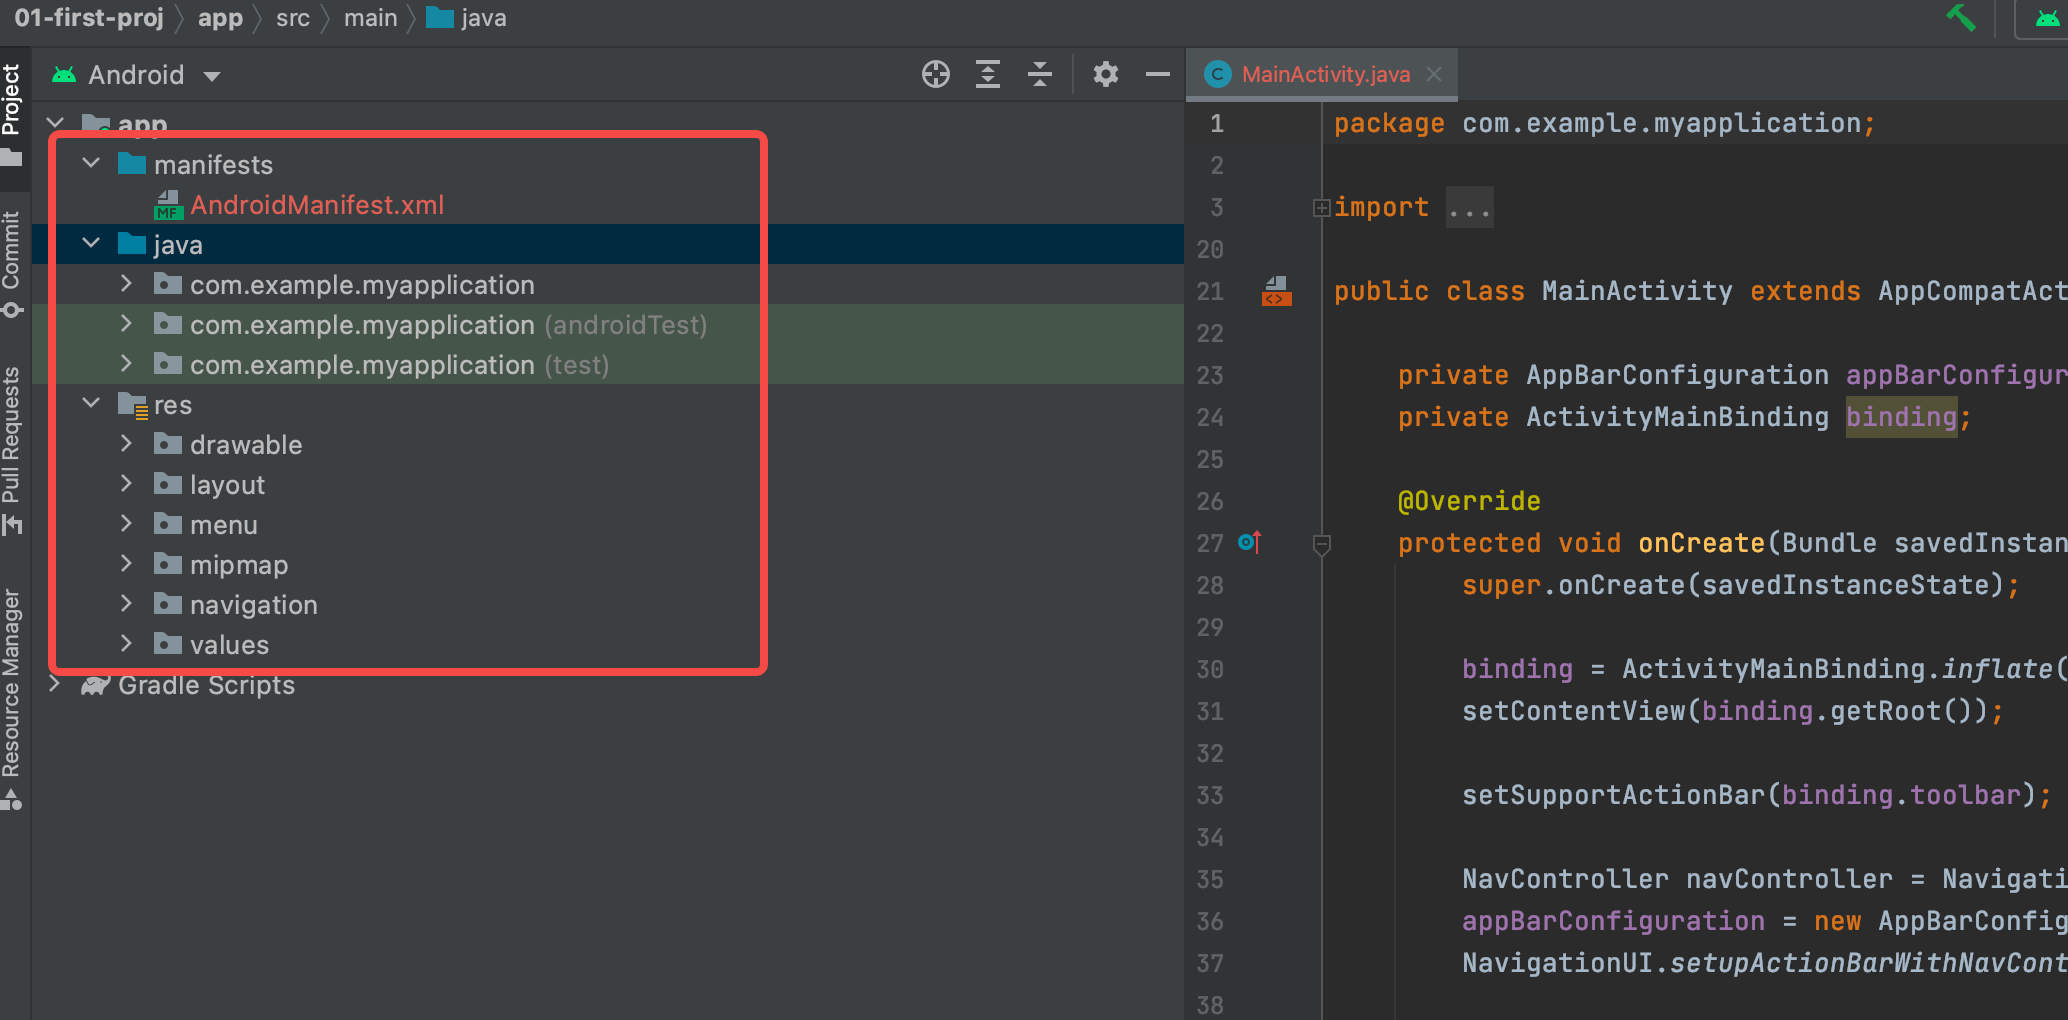 01-first-proj app src main java
Project
Commit
Pull Requests
Resource Manager
Android
app
manifests
MF AndroidManifest.xml
java
com.example.myapplication
com.example.myapplication (androidTest)
com.example.myapplication (test)
res
drawable
layout
menu
mipmap
navigation
values
Gradle Scripts
C MainActivity.java
1 package com.example.myapplication;
2
3 import ...
20
21 <> public class MainActivity extends AppCompatAct
22
23 private AppBarConfiguration appBarConfigur
24 private ActivityMainBinding binding;
25
26 @Override
27 protected void onCreate(Bundle savedInstan
28 super.onCreate(savedInstanceState);
29
30 binding = ActivityMainBinding.inflate(
31 setContentView(binding.getRoot());
32
33 setSupportActionBar(binding.toolbar);
34
35 NavController navController = Navigati
36 appBarConfiguration = new AppBarConfig
37 NavigationUI.setupActionBarWithNavCont
38